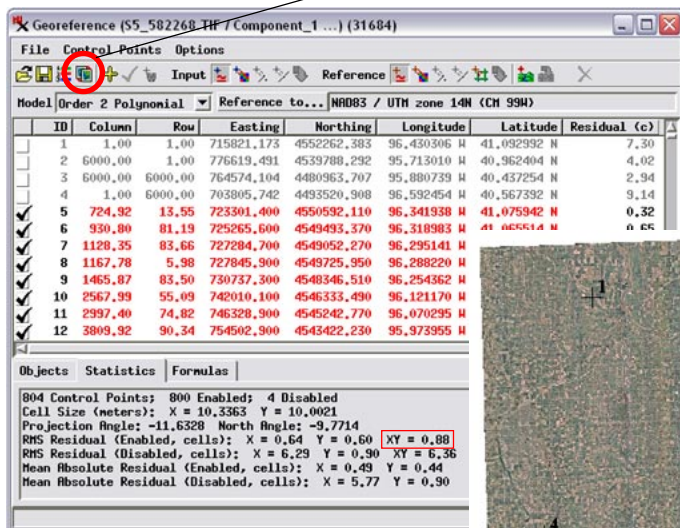 Georeference (S5_582268.TIF / Component_1 ...) (31684)
File Control Points Options
Input Reference
Model Order 2 Polynomial Reference to... NAD83 / UTM zone 14N (CM 99W)
ID Column Row Easting Northing Longitude Latitude Residual (c)
1 1.00 1.00 715821.173 4552262.383 96.430306 W 41.092992 N 7.30
2 6000.00 1.00 776619.491 4539788.292 95.713010 W 40.962404 N 4.02
3 6000.00 6000.00 764574.104 4480963.707 95.880739 W 40.437254 N 2.94
4 1.00 6000.00 703805.742 4493520.908 96.592454 W 40.567392 N 9.14
5 724.92 13.55 723301.400 4550592.110 96.341938 W 41.075942 N 0.32
6 930.80 81.19 725265.600 4549493.370 96.318983 W 41.065514 N 0.65
7 1128.35 83.66 727284.700 4549052.270 96.295141 W
8 1167.78 5.98 727845.900 4549725.950 96.288220 W
9 1465.87 83.50 730737.300 4548346.510 96.254362 W
10 2567.99 55.09 742010.100 4546333.490 96.121170 W
11 2997.40 74.82 746328.900 4545242.770 96.070295 W
12 3809.92 90.34 754502.900 4543422.230 95.973955 W
1
Objects Statistics Formulas
804 Control Points; 800 Enabled; 4 Disabled
Cell Size (meters): X = 10.3363 Y = 10.0021
Projection Angle: -11.6328 North Angle: -9.7714
RMS Residual (Enabled, cells): X = 0.64 Y = 0.60 XY = 0.88
RMS Residual (Disabled, cells): X = 6.29 Y = 0.90 XY = 6.36
Mean Absolute Residual (Enabled, cells): X = 0.49 Y = 0.44
Mean Absolute Residual (Disabled, cells): X = 5.77 Y = 0.90
4